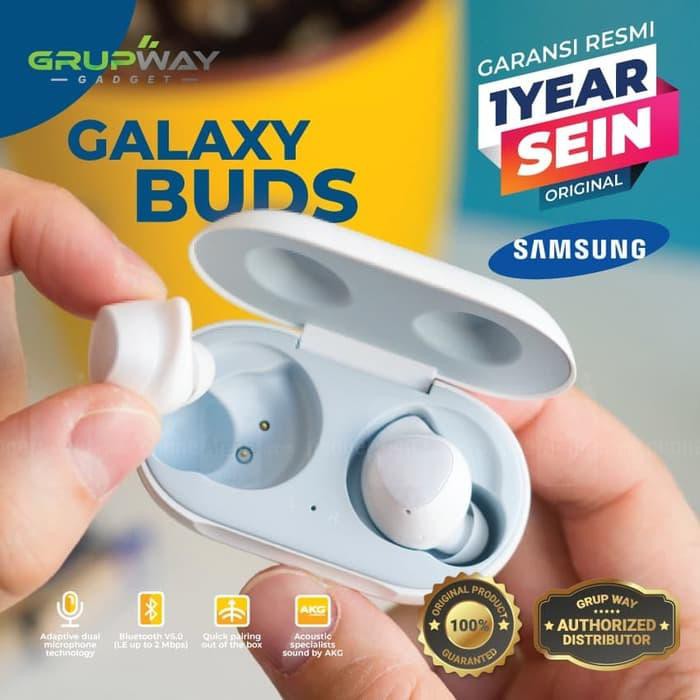 GRUPWAY
GADGET
GALAXY
BUDS
GARANSI RESMI
1YEAR
SEIN
ORIGINAL
SAMSUNG
Adaptive dual
microphone
technology
Bluetooth V5.0
(LE up to 2 Mbps)
Quick pairing
out of the box
AKG
Acoustic
specialists
sound by AKG
ORIGINAL PRODUCT
100%
GUARANTEED
GRUP WAY
AUTHORIZED
DISTRIBUTOR